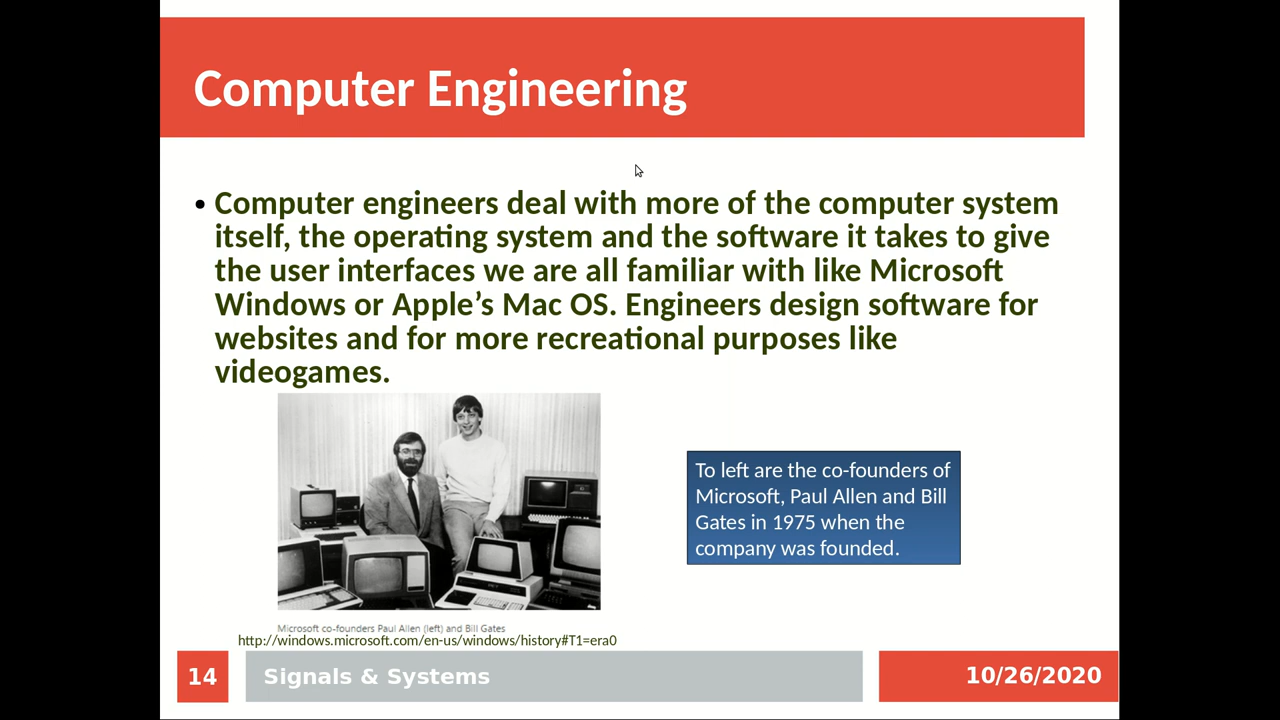 Computer Engineering
• Computer engineers deal with more of the computer system
itself, the operating system and the software it takes to give
the user interfaces we are all familiar with like Microsoft
Windows or Apple’s Mac OS. Engineers design software for
websites and for more recreational purposes like
videogames.
To left are the co-founders of
Microsoft, Paul Allen and Bill
Gates in 1975 when the
company was founded.
Microsoft co-founders Paul Allen (left) and Bill Gates
http://windows.microsoft.com/en-us/windows/history#T1=era0
14
Signals & Systems
10/26/2020